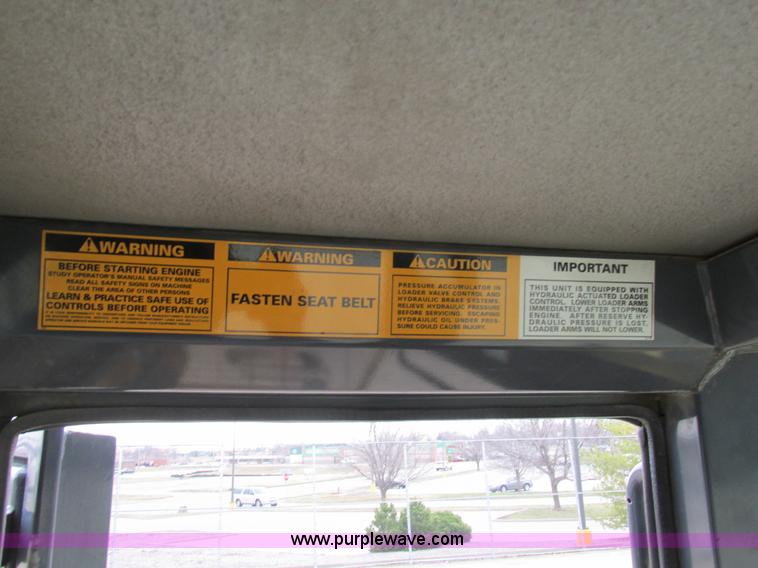 WARNING
BEFORE STARTING ENGINE
STUDY OPERATOR'S MANUAL SAFETY MESSAGES
READ ALL SAFETY SIGNS ON MACHINE
CLEAR THE AREA OF OTHER PERSONS
LEARN & PRACTICE SAFE USE OF
CONTROLS BEFORE OPERATING
WARNING
FASTEN SEAT BELT
CAUTION
PRESSURE ACCUMULATOR IN
LOADER VALVE CONTROL AND
HYDRAULIC BRAKE SYSTEMS.
RELIEVE HYDRAULIC PRESSURE
BEFORE SERVICING. ESCAPING
HYDRAULIC OIL UNDER PRES-
SURE COULD CAUSE INJURY.
IMPORTANT
THIS UNIT IS EQUIPPED WITH
HYDRAULIC ACTUATED LOADER
CONTROL. LOWER LOADER ARMS
IMMEDIATELY AFTER STOPPING
ENGINE. AFTER RESERVE HY-
DRAULIC PRESSURE IS LOST,
LOADER ARMS WILL NOT LOWER.
www.purplewave.com